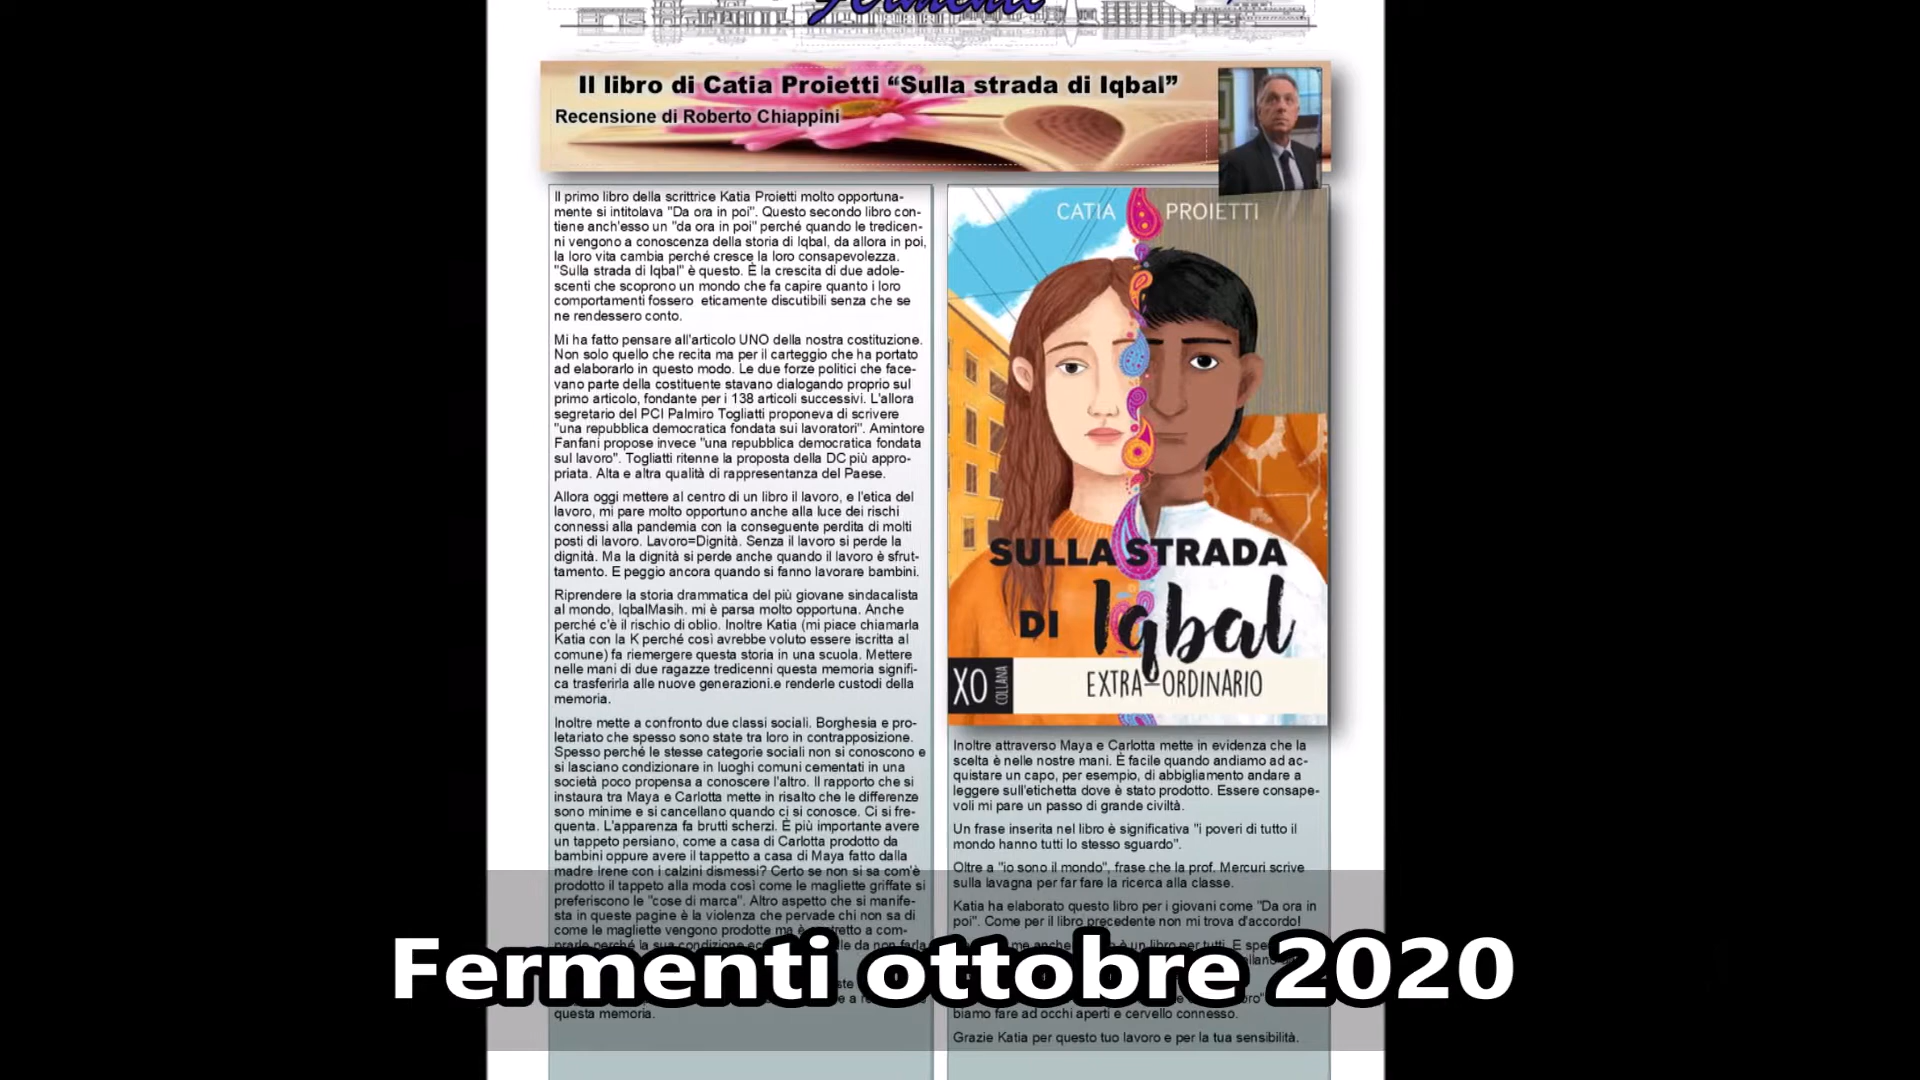 Fermenti
Il libro di Catia Proietti “Sulla strada di Iqbal”
Recensione di Roberto Chiappini
Il primo libro della scrittrice Katia Proietti molto opportuna-
mente si intitolava "Da ora in poi". Questo secondo libro con-
tiene anch'esso un "da ora in poi" perché quando le tredicen-
ni vengono a conoscenza della storia di Iqbal, da allora in poi,
la loro vita cambia perché cresce la loro consapevolezza.
"Sulla strada di Iqbal" è questo. È la crescita di due adole-
scenti che scoprono un mondo che fa capire quanto i loro
comportamenti fossero eticamente discutibili senza che se
ne rendessero conto.
Mi ha fatto pensare all'articolo UNO della nostra costituzione.
Non solo quello che recita ma per il carteggio che ha portato
ad elaborarlo in questo modo. Le due forze politici che face-
vano parte della costituente stavano dialogando proprio sul
primo articolo, fondante per i 138 articoli successivi. L'allora
segretario del PCI Palmiro Togliatti proponeva di scrivere
"una repubblica democratica fondata sui lavoratori". Amintore
Fanfani propose invece "una repubblica democratica fondata
sul lavoro". Togliatti ritenne la proposta della DC più appro-
priata. Alta e altra qualità di rappresentanza del Paese.
Allora oggi mettere al centro di un libro il lavoro, e l'etica del
lavoro, mi pare molto opportuno anche alla luce dei rischi
connessi alla pandemia con la conseguente perdita di molti
posti di lavoro. Lavoro=Dignità. Senza il lavoro si perde la
dignità. Ma la dignità si perde anche quando il lavoro è sfrut-
tamento. E peggio ancora quando si fanno lavorare bambini.
Riprendere la storia drammatica del più giovane sindacalista
al mondo, IqbalMasih. mi è parsa molto opportuna. Anche
perché c'è il rischio di oblio. Inoltre Katia (mi piace chiamarla
Katia con la K perché così avrebbe voluto essere iscritta al
comune) fa riemergere questa storia in una scuola. Mettere
nelle mani di due ragazze tredicenni questa memoria signifi-
ca trasferirla alle nuove generazioni.e renderle custodi della
memoria.
Inoltre mette a confronto due classi sociali. Borghesia e pro-
letariato che spesso sono state tra loro in contrapposizione.
Spesso perché le stesse categorie sociali non si conoscono e
si lasciano condizionare in luoghi comuni cementati in una
società poco propensa a conoscere l'altro. Il rapporto che si
instaura tra Maya e Carlotta mette in risalto che le differenze
sono minime e si cancellano quando ci si conosce. Ci si fre-
quenta. L'apparenza fa brutti scherzi. È più importante avere
un tappeto persiano, come a casa di Carlotta prodotto da
bambini oppure avere il tappetto a casa di Maya fatto dalla
madre Irene con i calzini dismessi? Certo se non si sa com'è
prodotto il tappeto alla moda così come le magliette griffate si
preferiscono le "cose di marca". Altro aspetto che si manife-
sta in queste pagine è la violenza che pervade chi non sa di
come le magliette vengono prodotte ma è costretto a com-
prarle perché la sua condizione
questa memoria.
CATIA PROIETTI
SULLA STRADA
DI Iqbal
XO COLLANA
EXTRA-ORDINARIO
Inoltre attraverso Maya e Carlotta mette in evidenza che la
scelta è nelle nostre mani. È facile quando andiamo ad ac-
quistare un capo, per esempio, di abbigliamento andare a
leggere sull'etichetta dove è stato prodotto. Essere consape-
voli mi pare un passo di grande civiltà.
Un frase inserita nel libro è significativa "i poveri di tutto il
mondo hanno tutti lo stesso sguardo".
Oltre a "io sono il mondo", frase che la prof. Mercuri scrive
sulla lavagna per far fare la ricerca alla classe.
Katia ha elaborato questo libro per i giovani come "Da ora in
poi". Come per il libro precedente non mi trova d'accordo!
è un libro per tutti. E
biamo fare ad occhi aperti e cervello connesso.
Grazie Katia per questo tuo lavoro e per la tua sensibilità.
Fermenti ottobre 2020